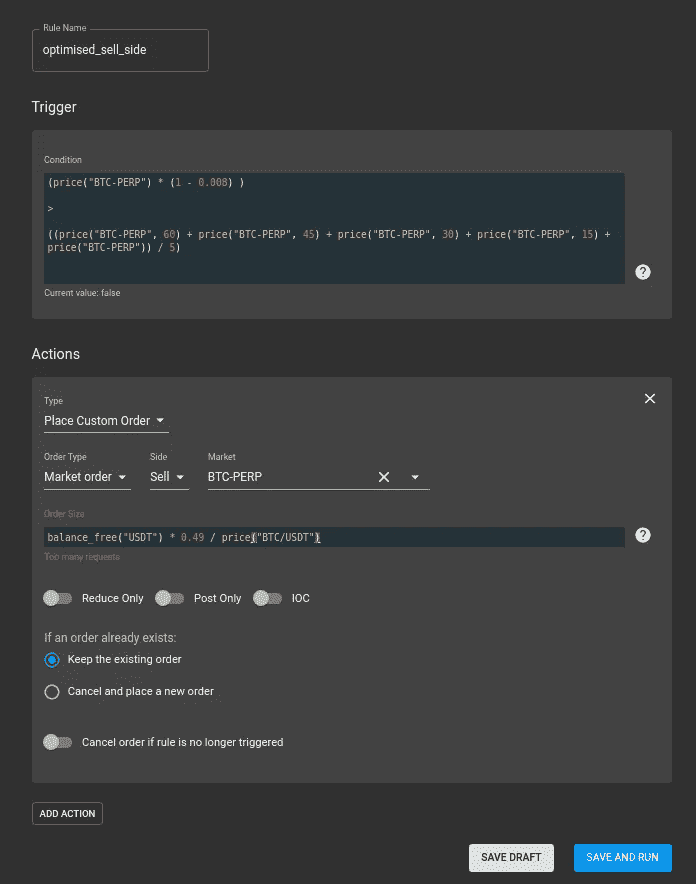 Rule Name
optimised_sell_side
Trigger
Condition
(price("BTC-PERP") * (1 - 0.008) )
>
((price("BTC-PERP", 60) + price("BTC-PERP", 45) + price("BTC-PERP", 30) + price("BTC-PERP", 15) +
price("BTC-PERP")) / 5)
?
Current value: false
Actions
Type
Place Custom Order
Order Type Side Market
Market order Sell BTC-PERP
Order Size
balance_free("USDT") * 0.49 / price("BTC/USDT")
?
Too many requests
Reduce Only Post Only IOC
If an order already exists:
Keep the existing order
Cancel and place a new order
Cancel order if rule is no longer triggered
ADD ACTION
SAVE DRAFT SAVE AND RUN